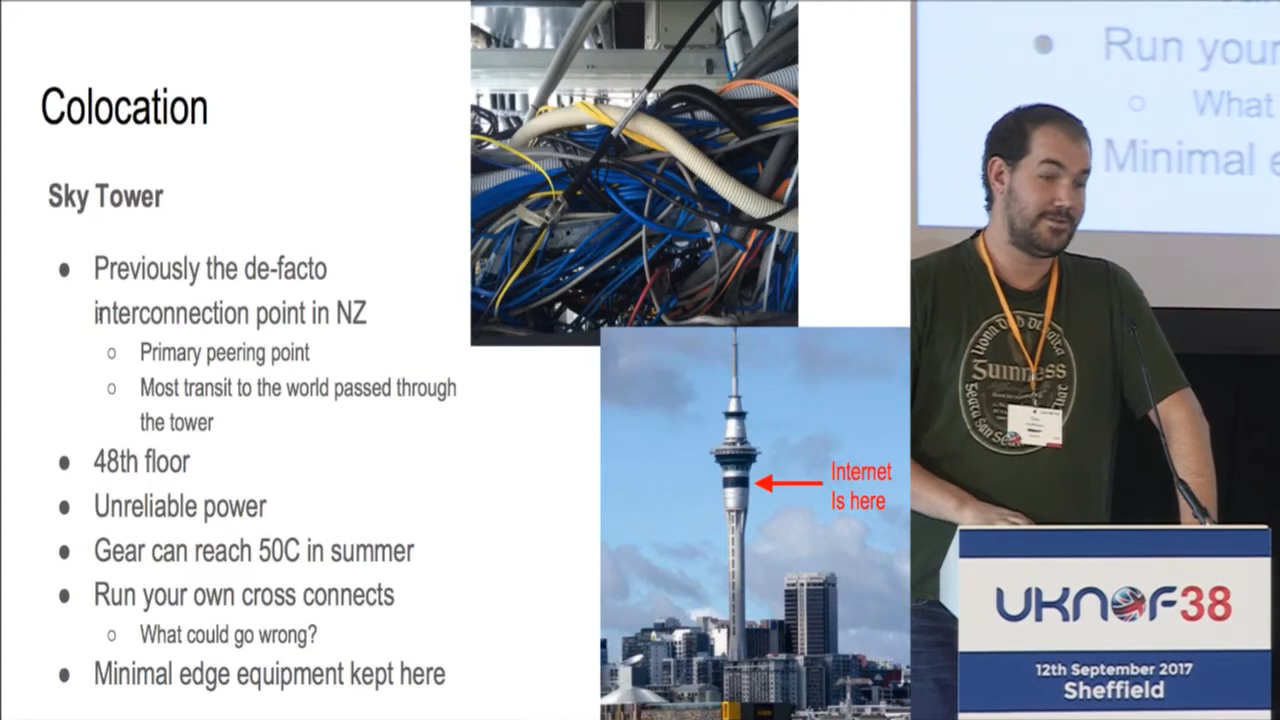 Colocation
Sky Tower
Previously the de-facto
interconnection point in NZ
Primary peering point
Most transit to the world passed through
the tower
48th floor
Unreliable power
Gear can reach 50C in summer
Run your own cross connects
What could go wrong?
Minimal edge equipment kept here
Internet
Is here
Run your
What
Minimal e
GUINNESS
UKNOF38
12th September 2017
Sheffield